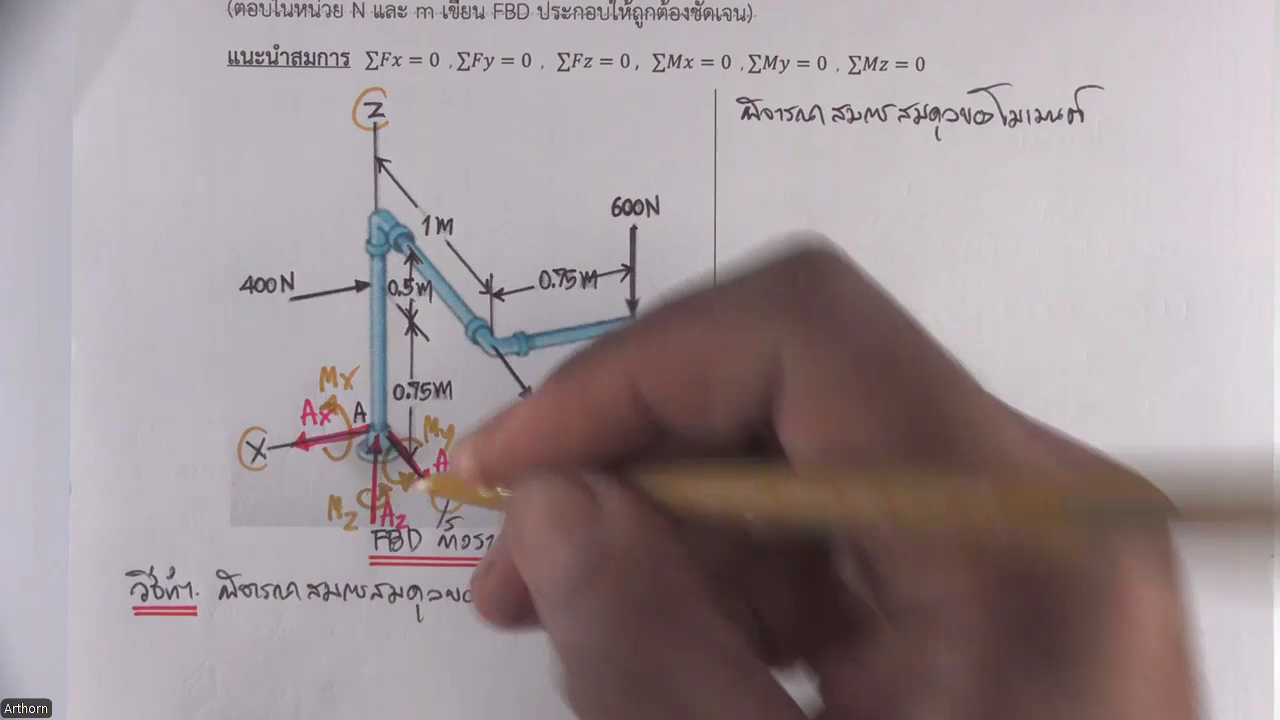 (ตอบในหน่วย N และ m เขียน FBD ประกอบให้ถูกต้องชัดเจน)
แนะนำสมการ ∑Fx = 0 , ∑Fy = 0 , ∑Fz = 0 , ∑Mx = 0 , ∑My = 0 , ∑Mz = 0
Z
พิจารณาสมการสมดุลของโมเมนต์
600N
1M
400N
0.5M
0.75M
Mx
0.75M
Ax
A
My
X
A
Mz
Az
FBD
วิธีทำ. พิจารณาสมการสมดุลขอ
Arthorn